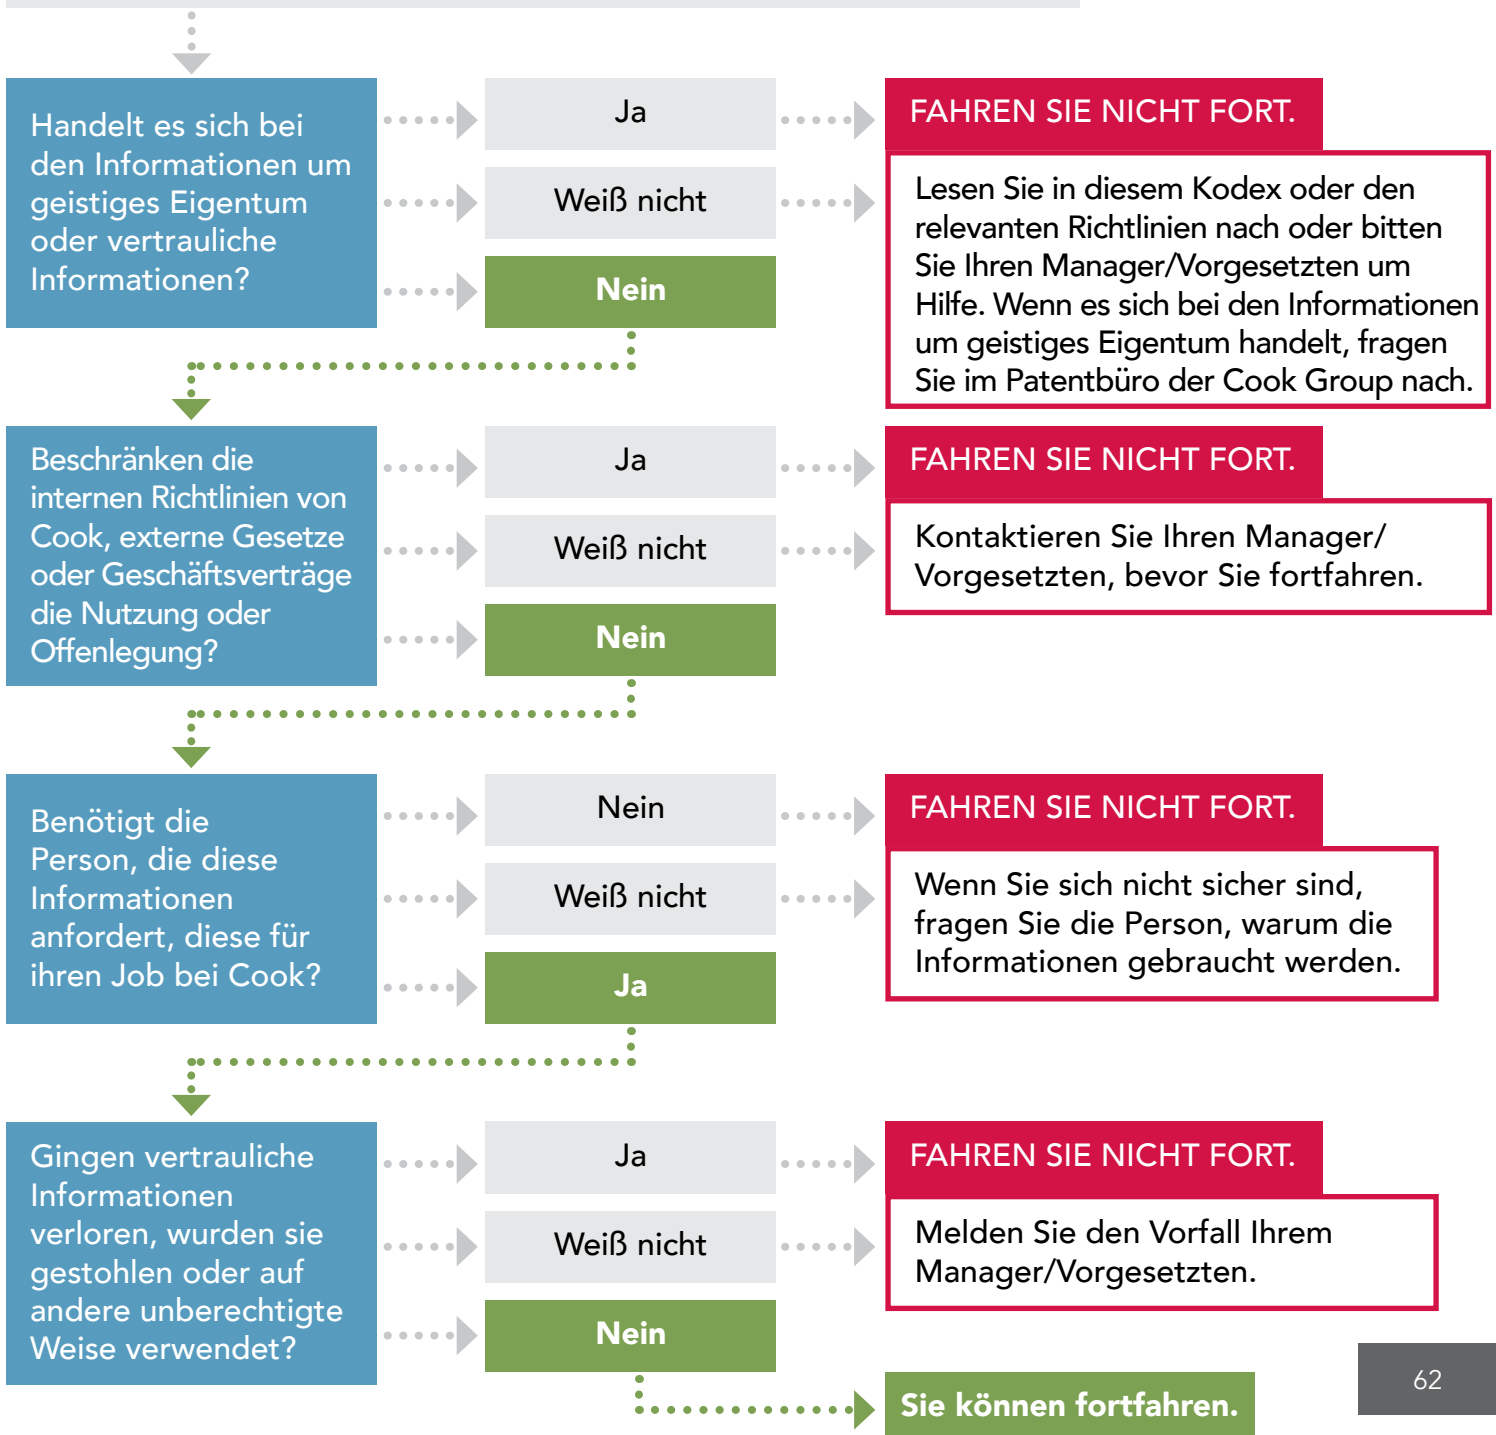 Handelt es sich bei
den Informationen um
geistiges Eigentum
oder vertrauliche
Informationen?
Ja
Weiß nicht
Nein
FAHREN SIE NICHT FORT.
Lesen Sie in diesem Kodex oder den
relevanten Richtlinien nach oder bitten
Sie Ihren Manager/Vorgesetzten um
Hilfe. Wenn es sich bei den Informationen
um geistiges Eigentum handelt, fragen
Sie im Patentbüro der Cook Group nach.
Beschränken die
internen Richtlinien von
Cook, externe Gesetze
oder Geschäftsverträge
die Nutzung oder
Offenlegung?
Ja
Weiß nicht
Nein
FAHREN SIE NICHT FORT.
Kontaktieren Sie Ihren Manager/
Vorgesetzten, bevor Sie fortfahren.
Benötigt die
Person, die diese
Informationen
anfordert, diese für
ihren Job bei Cook?
Nein
Weiß nicht
Ja
FAHREN SIE NICHT FORT.
Wenn Sie sich nicht sicher sind,
fragen Sie die Person, warum die
Informationen gebraucht werden.
Gingen vertrauliche
Informationen
verloren, wurden sie
gestohlen oder auf
andere unberechtigte
Weise verwendet?
Ja
Weiß nicht
Nein
FAHREN SIE NICHT FORT.
Melden Sie den Vorfall Ihrem
Manager/Vorgesetzten.
Sie können fortfahren.
62